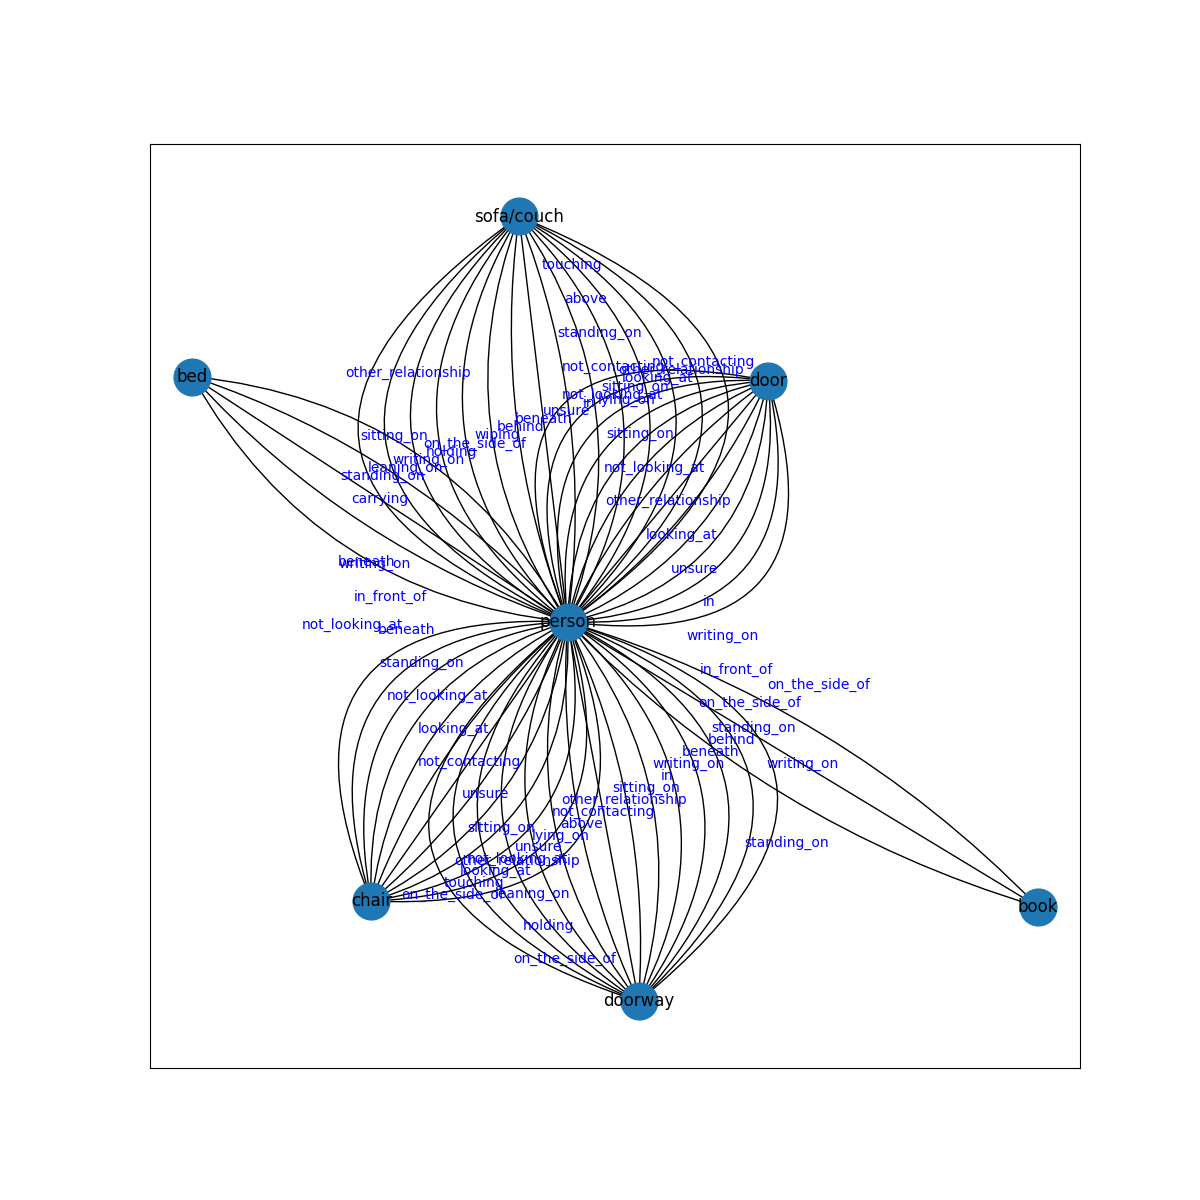 sofa/couch
touching
above
standing_on
not_contacting
not_contacting
other_relationship
other_relationship
looking_at
bed
door
sitting_on
not_looking_at
lying_on
in
unsure
beneath
behind
sitting_on
wiping
sitting_on
on_the_side_of
holding
writing_on
leaning_on
not_looking_at
standing_on
carrying
other_relationship
looking_at
beneath
writing_on
unsure
in_front_of
in
person
not_looking_at
beneath
writing_on
standing_on
in_front_of
on_the_side_of
not_looking_at
on_the_side_of
looking_at
standing_on
behind
beneath
not_contacting
writing_on
writing_on
in
unsure
sitting_on
other_relationship
not_contacting
above
sitting_on
lying_on
standing_on
unsure
not_looking_at
other_relationship
looking_at
touching
on_the_side_of
leaning_on
chair
book
holding
on_the_side_of
doorway